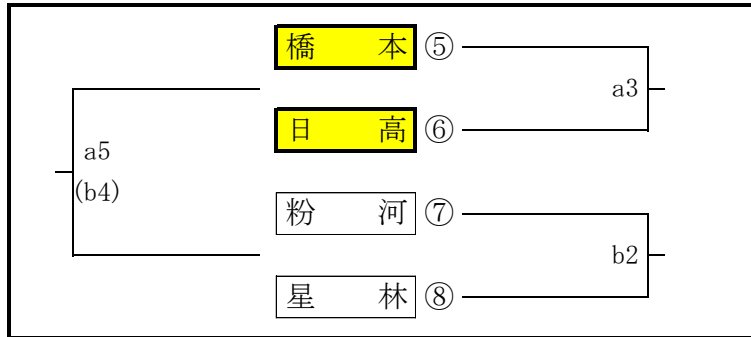 橋 本 ⑤
a3
日 高 ⑥
a5
(b4)
粉 河 ⑦
b2
星 林 ⑧